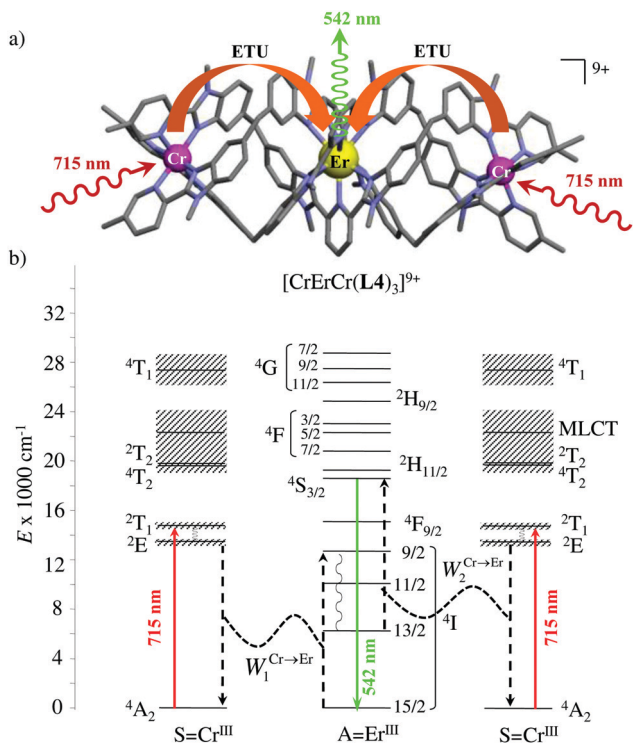 a)
542 nm
ETU
ETU
9+
Cr
Er
Cr
715 nm
715 nm
b)
[CrErCr(L4)₃]⁹⁺
E x 1000 cm⁻¹
32
28
24
20
16
12
8
4
0
⁴T₁
²T₂
⁴T₂
²T₁
²E
⁴A₂
715 nm
W₁ᶜʳ→ᴱʳ
⁴G
7/2
9/2
11/2
²H₉/₂
⁴F
3/2
5/2
7/2
²H₁₁/₂
⁴S₃/₂
⁴F₉/₂
9/2
11/2
13/2
15/2
⁴I
542 nm
W₂ᶜʳ→ᴱʳ
⁴T₁
MLCT
²T₂
⁴T₂
²T₁
²E
715 nm
⁴A₂
S=Crᴵᴵᴵ
A=Erᴵᴵᴵ
S=Crᴵᴵᴵ